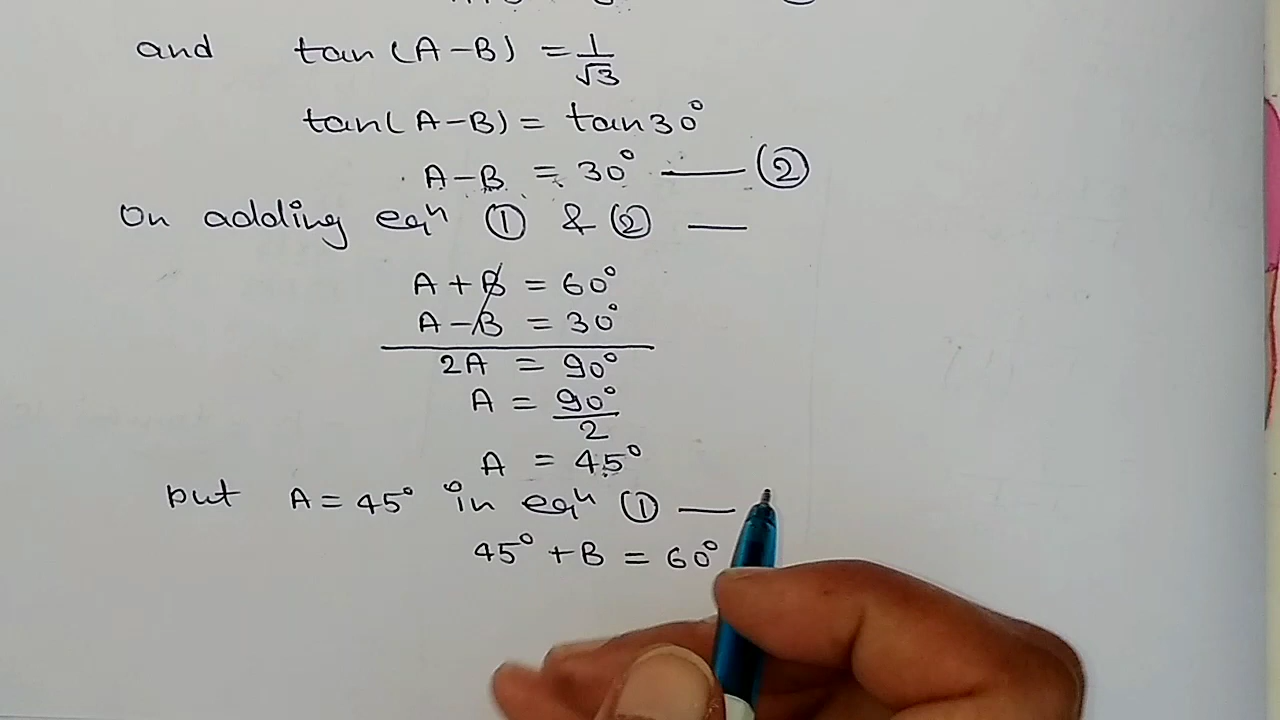 and tan (A-B) = 1/√3
tan(A-B) = tan30°
A-B = 30° — ②
On adding eqn ① & ② —
A+B = 60°
A-B = 30°
2A = 90°
A = 90°/2
A = 45°
put A=45° in eqn ① —
45°+B = 60°